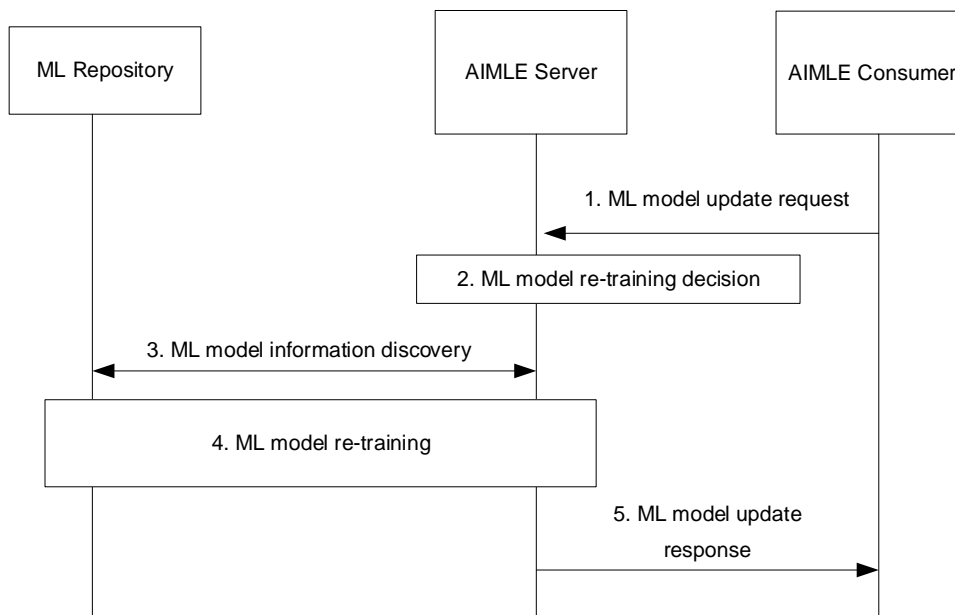 ML Repository
AIMLE Server
AIMLE Consumer
1. ML model update request
2. ML model re-training decision
3. ML model information discovery
4. ML model re-training
5. ML model update
response